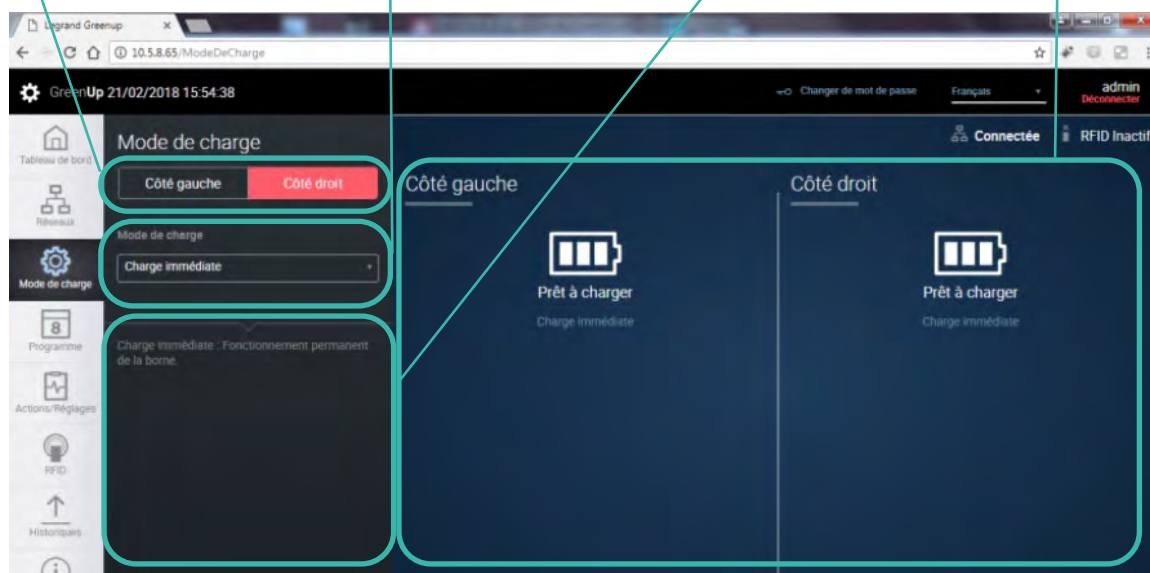 Legrand Greenup
10.5.8.65/ModeDeCharge
GreenUp 21/02/2018 15:54:38
Changer de mot de passe
Français
admin
Déconnecter
Connectée
RFID Inactif
Tableau de bord
Réseaux
Mode de charge
8
Programme
Actions/Réglages
RFID
Historiques
Mode de charge
Côté gauche
Côté droit
Mode de charge
Charge immédiate
Charge immédiate : Fonctionnement permanent
de la borne.
Côté gauche
Prêt à charger
Charge immédiate
Côté droit
Prêt à charger
Charge immédiate